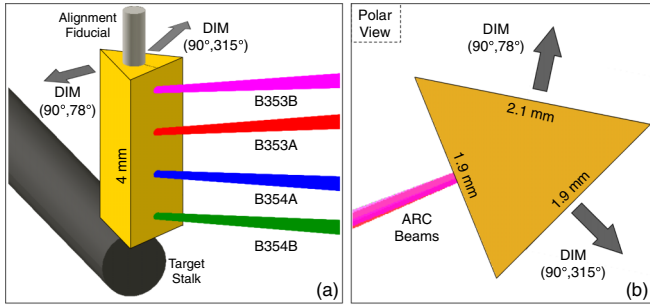 Alignment
Fiducial
DIM
(90°,315°)
DIM
(90°,78°)
4 mm
B353B
B353A
B354A
B354B
Target
Stalk
(a)
Polar
View
DIM
(90°,78°)
2.1 mm
1.9 mm
1.9 mm
ARC
Beams
DIM
(90°,315°)
(b)